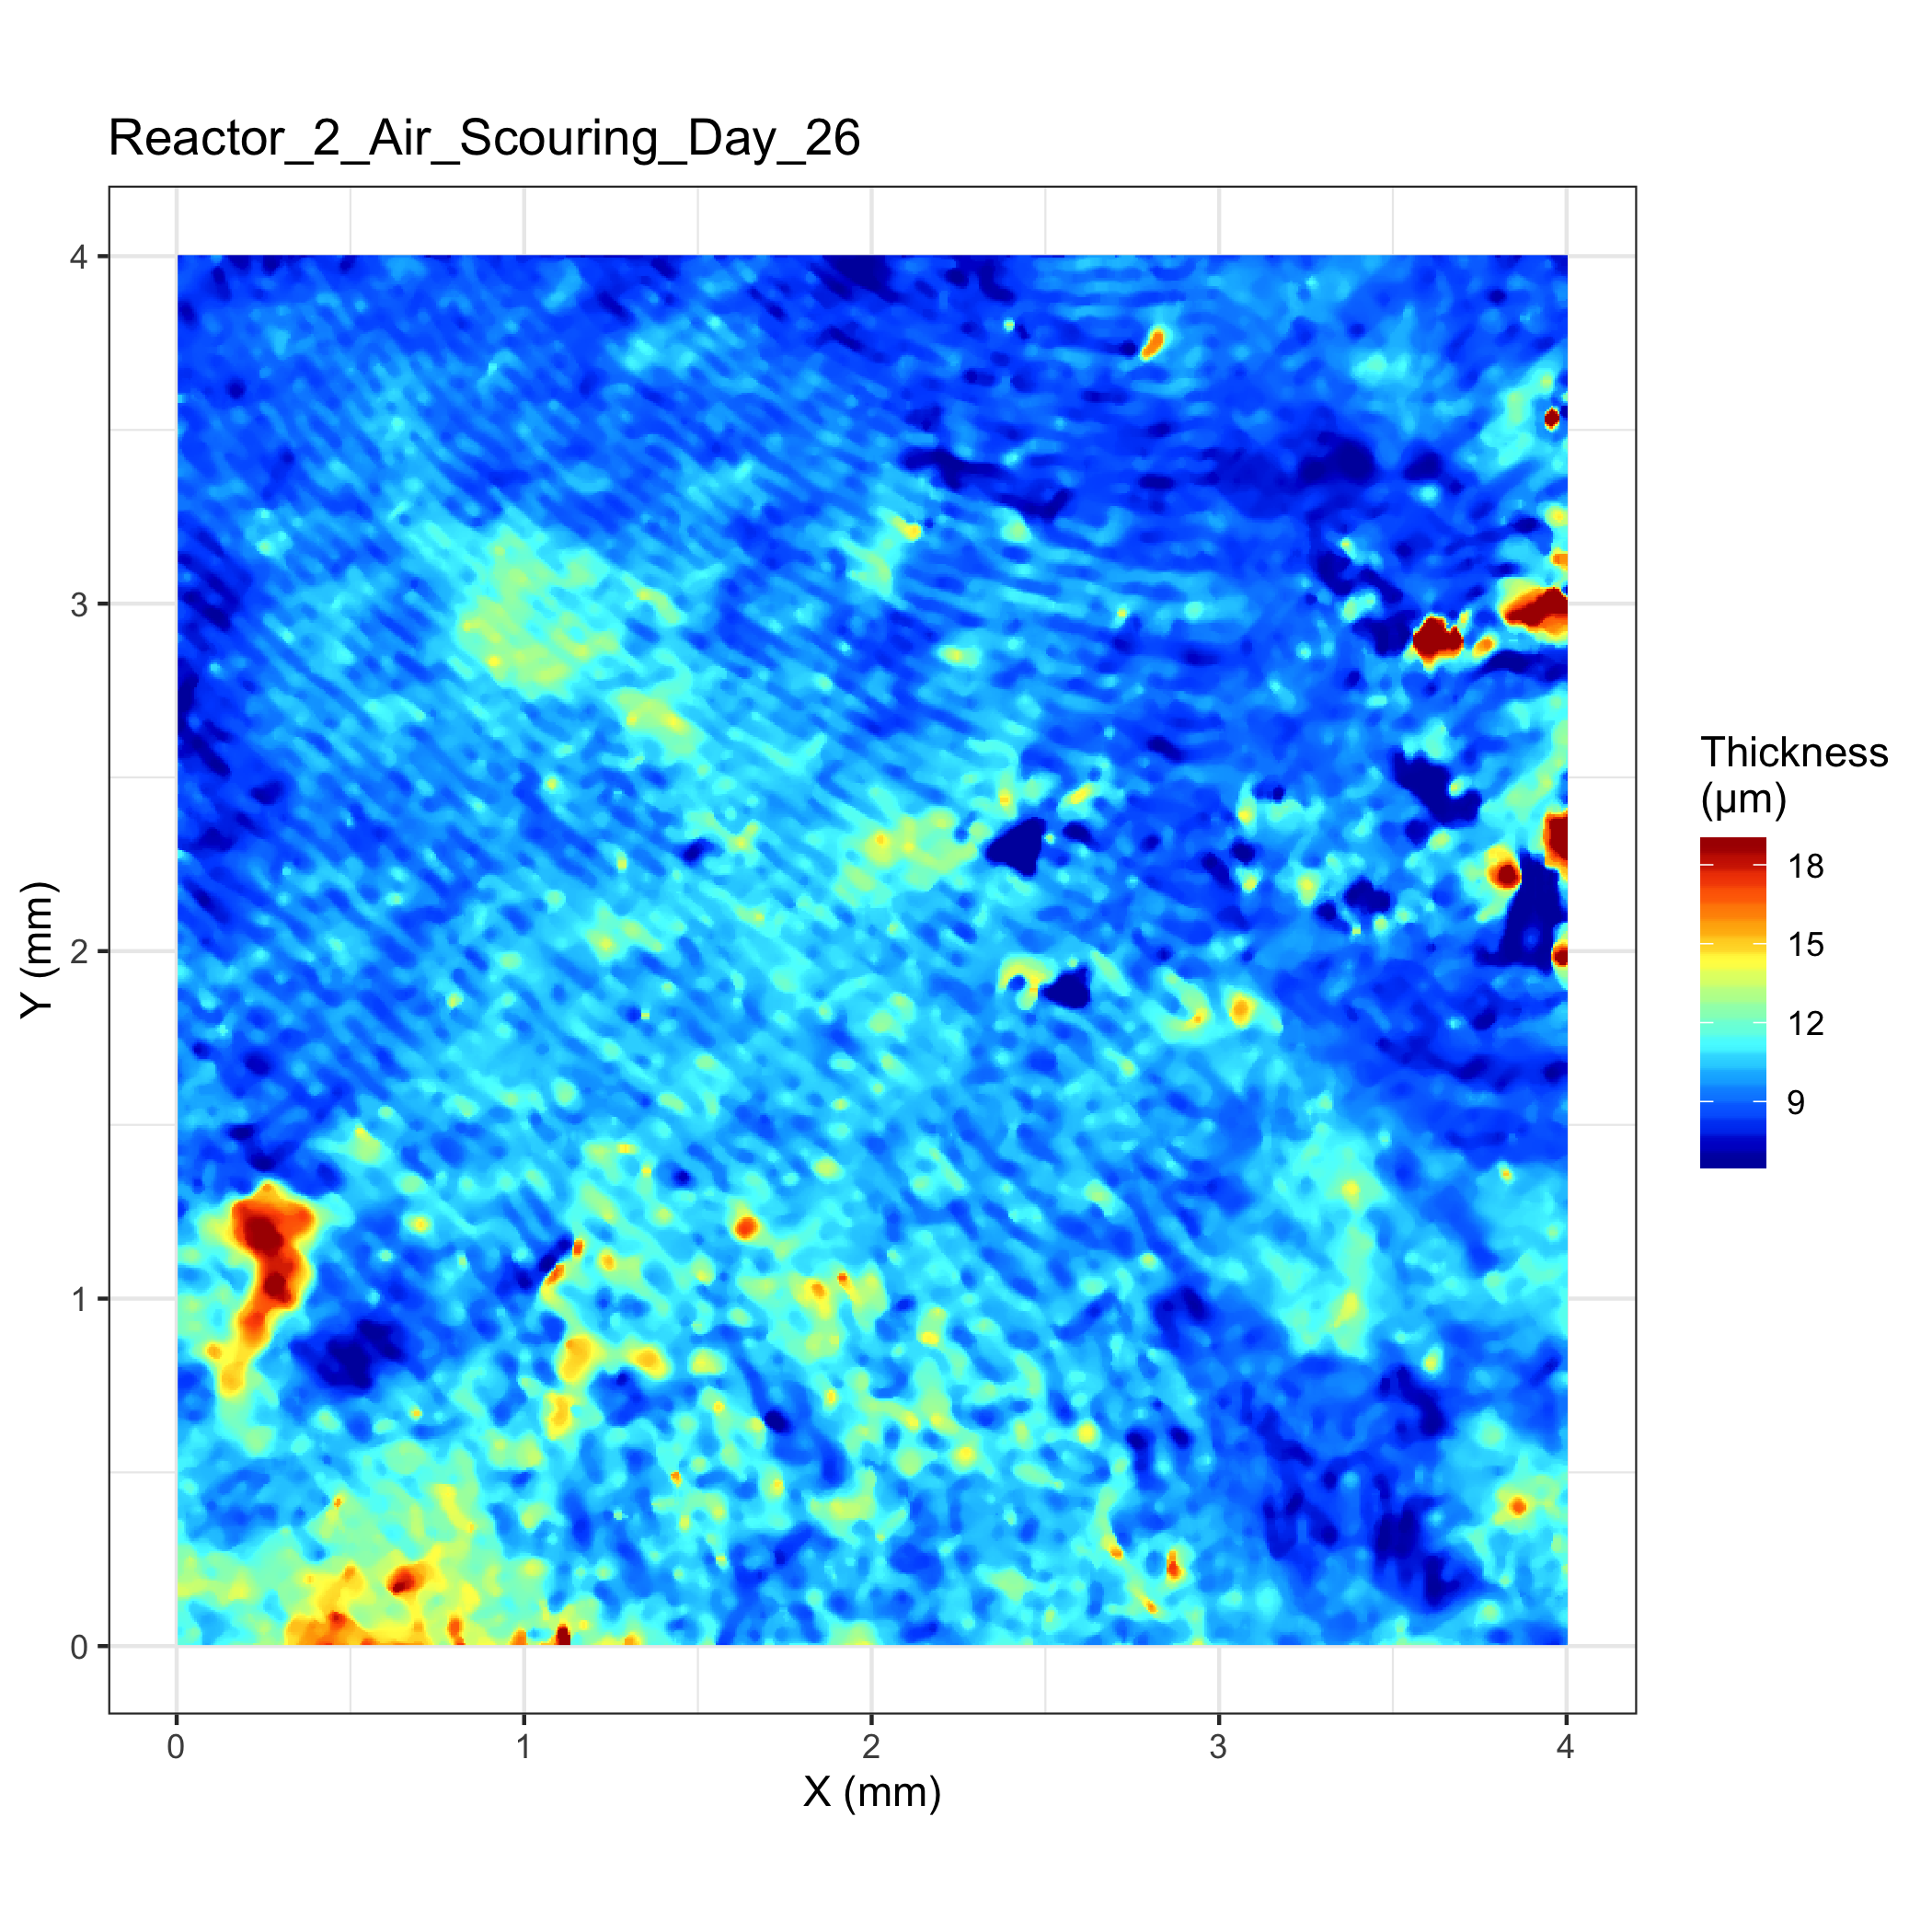 Reactor_2_Air_Scouring_Day_26
4
3
2
1
0
Y (mm)
0 1 2 3 4
X (mm)
Thickness
(μm)
18
15
12
9